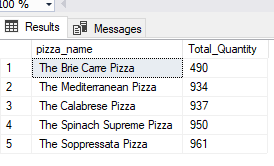 100 %
Results Messages
pizza_name Total_Quantity
1 The Brie Carre Pizza 490
2 The Mediterranean Pizza 934
3 The Calabrese Pizza 937
4 The Spinach Supreme Pizza 950
5 The Soppressata Pizza 961